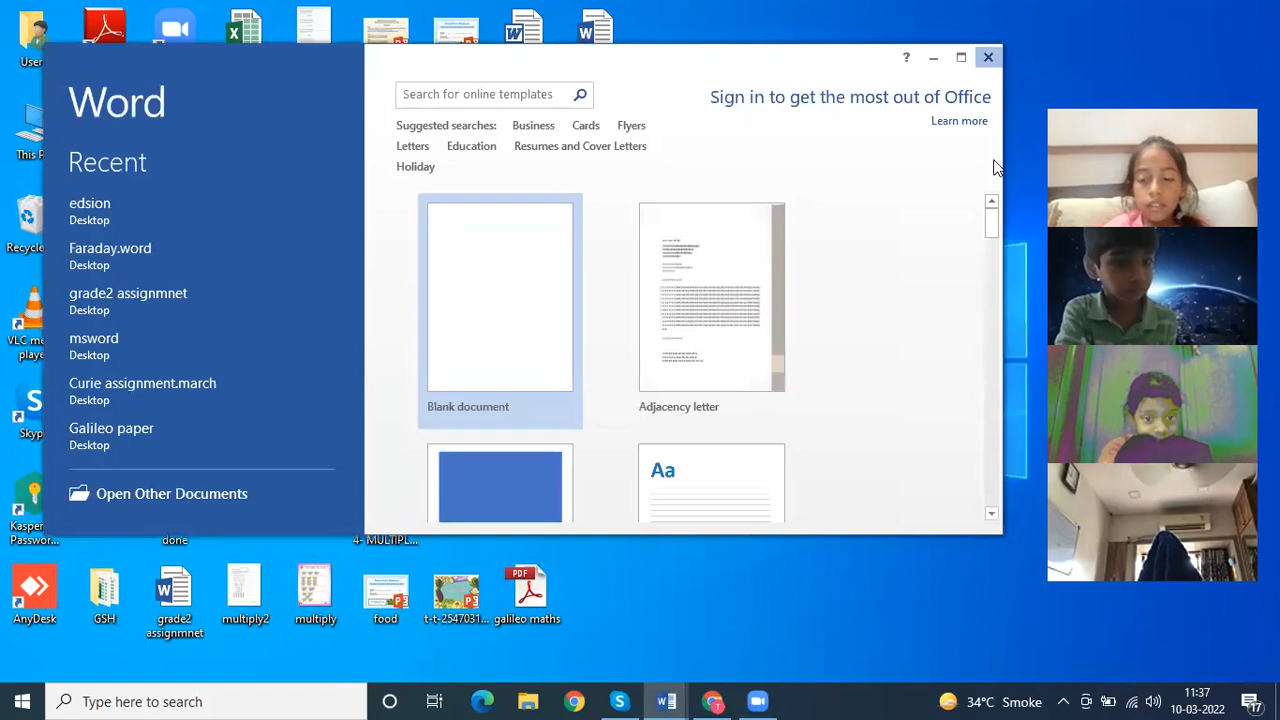 Word
Recent
edsion
Desktop
Faraday.word
Desktop
grade2 assignmnet
Desktop
msword
Desktop
Curie assignment.march
Desktop
Galileo paper
Desktop
Open Other Documents
?
Search for online templates
Sign in to get the most out of Office
Learn more
Suggested searches: Business Cards Flyers
Letters Education Resumes and Cover Letters
Holiday
Blank document
Adjacency letter
Aa
User
This P
Recycle
VLC me
player
Skyp
Kasper
Passwor...
done
4- MULTIPL...
AnyDesk
GSH
grade2
assignmnet
multiply2
multiply
food
t-t-2547031...
PDF
galileo maths
Type here to search
34°C Smoke
11:37
10-03-2022
17